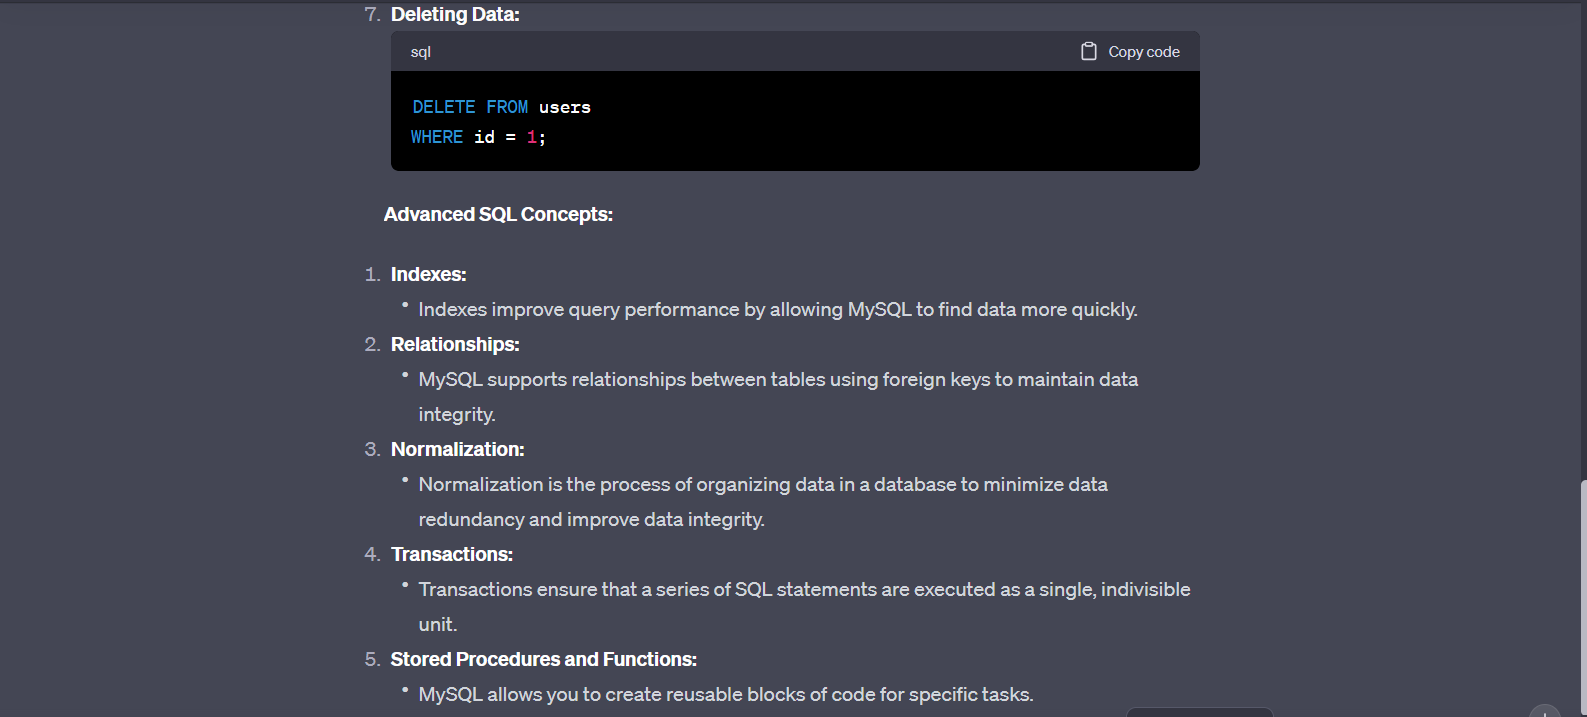 7. Deleting Data:
sql Copy code
DELETE FROM users
WHERE id = 1;
Advanced SQL Concepts:
1. Indexes:
• Indexes improve query performance by allowing MySQL to find data more quickly.
2. Relationships:
• MySQL supports relationships between tables using foreign keys to maintain data
integrity.
3. Normalization:
• Normalization is the process of organizing data in a database to minimize data
redundancy and improve data integrity.
4. Transactions:
• Transactions ensure that a series of SQL statements are executed as a single, indivisible
unit.
5. Stored Procedures and Functions:
• MySQL allows you to create reusable blocks of code for specific tasks.